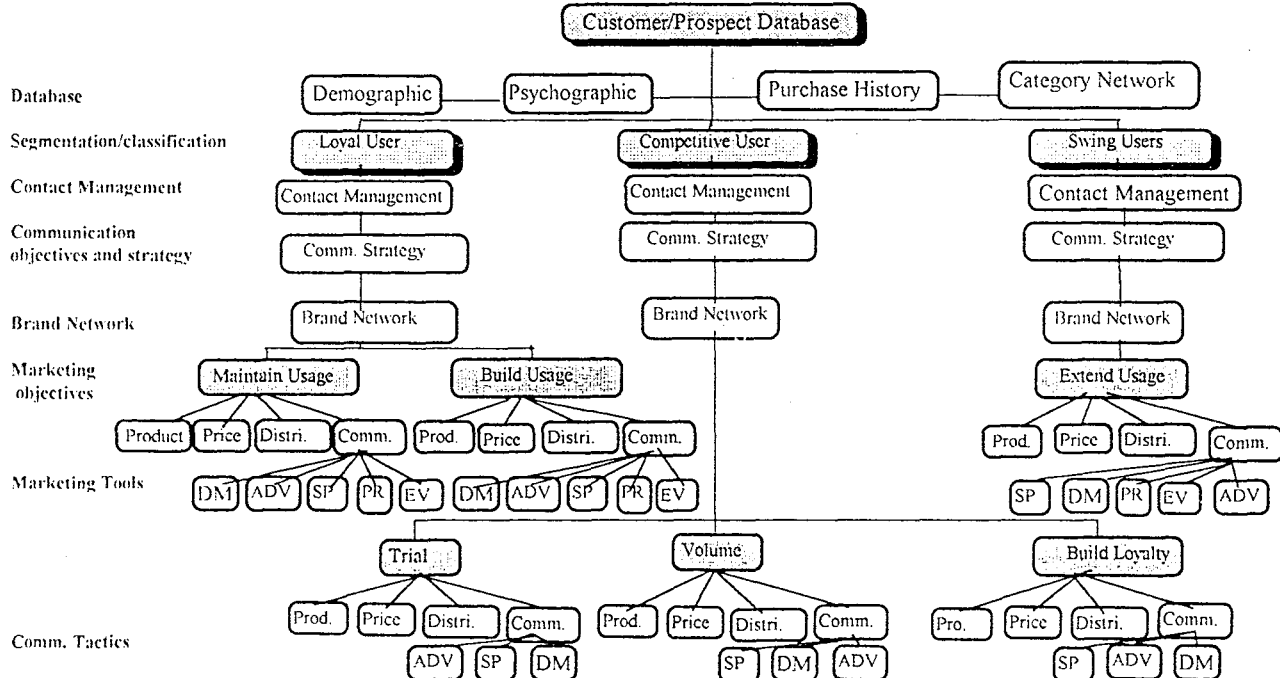 Customer/Prospect Database
Database
Demographic
Psychographic
Purchase History
Category Network
Segmentation/classification
Loyal User
Competitive User
Swing Users
Contact Management
Contact Management
Contact Management
Contact Management
Communication
objectives and strategy
Comm. Strategy
Comm. Strategy
Comm. Strategy
Brand Network
Brand Network
Brand Network
Brand Network
Marketing
objectives
Maintain Usage
Build Usage
Extend Usage
Product
Price
Distri.
Comm.
Prod.
Price
Distri.
Comm.
Prod.
Price
Distri.
Comm.
Marketing Tools
DM
ADV
SP
PR
EV
DM
ADV
SP
PR
EV
SP
DM
PR
EV
ADV
Trial
Volume
Build Loyalty
Prod.
Price
Distri.
Comm.
Prod.
Price
Distri.
Comm.
Pro.
Price
Distri.
Comm.
Comm. Tactics
ADV
SP
DM
SP
DM
ADV
SP
ADV
DM